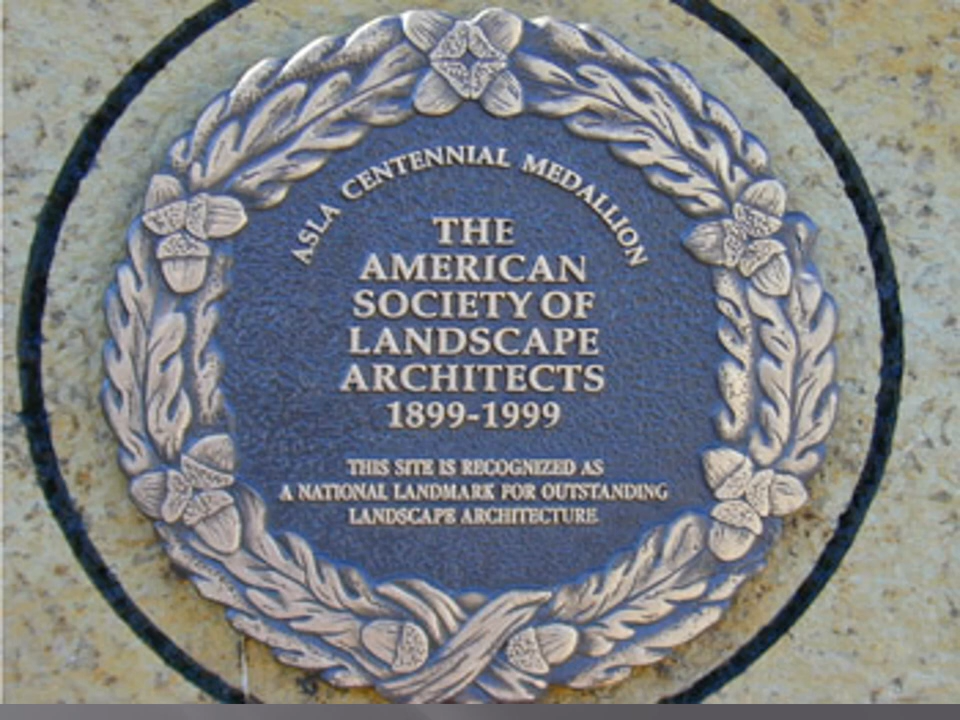 ASLA CENTENNIAL MEDALLION
THE
AMERICAN
SOCIETY OF
LANDSCAPE
ARCHITECTS
1899-1999
THIS SITE IS RECOGNIZED AS
A NATIONAL LANDMARK FOR OUTSTANDING
LANDSCAPE ARCHITECTURE.